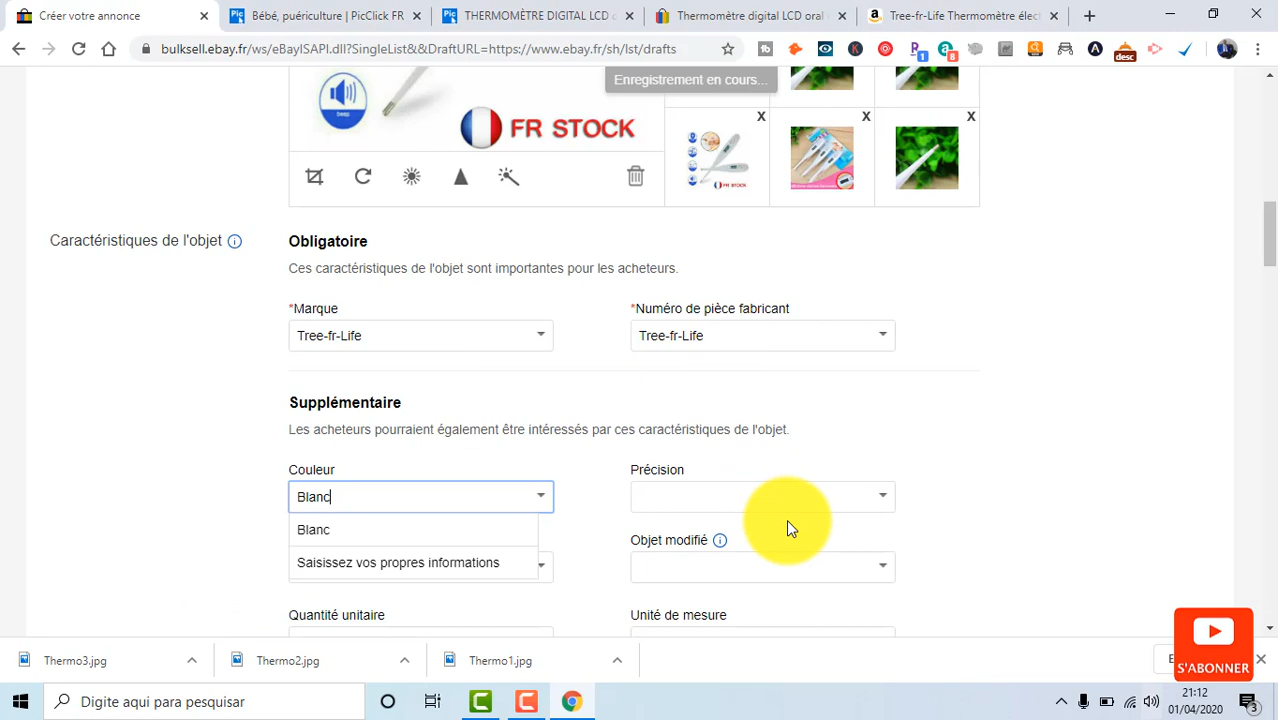 Créer votre annonce
Bébé, puériculture | Picclick FR
THERMOMÈTRE DIGITAL LCD
Thermometre digital LCD oral
Tree-fr-Life Thermomètre élect
bulksell.ebay.fr/ws/eBayISAPI.dll?SingleList&&DraftURL=https://www.ebay.fr/sh/lst/drafts
1
8
desc
Enregistrement en cours...
beep
FR STOCK
X
X
X
Caractéristiques de l'objet
Obligatoire
Ces caractéristiques de l'objet sont importantes pour les acheteurs.
*Marque
*Numéro de pièce fabricant
Tree-fr-Life
Tree-fr-Life
Supplémentaire
Les acheteurs pourraient également être intéressés par ces caractéristiques de l'objet.
Couleur
Précision
Blanc
Blanc
Objet modifié
Saisissez vos propres informations
Quantité unitaire
Unité de mesure
Thermo3.jpg
Thermo2.jpg
Thermo1.jpg
S'ABONNER
Digite aqui para pesquisar
21:12
01/04/2020
3